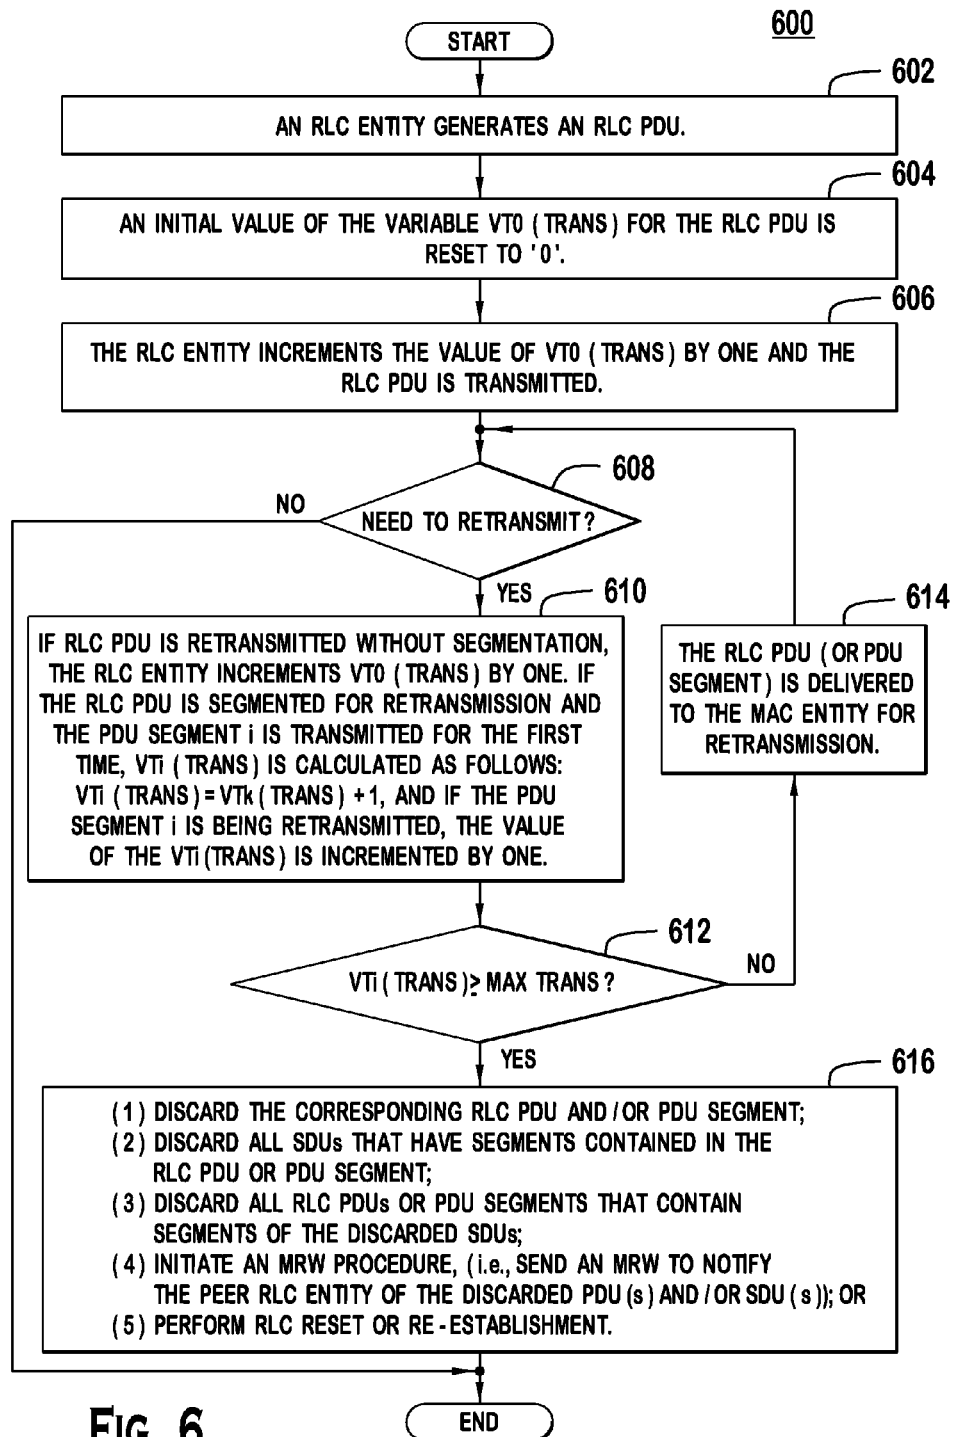 600
START
602
AN RLC ENTITY GENERATES AN RLC PDU.
604
AN INITIAL VALUE OF THE VARIABLE VT0 (TRANS) FOR THE RLC PDU IS
RESET TO '0'.
606
THE RLC ENTITY INCREMENTS THE VALUE OF VT0 (TRANS) BY ONE AND THE
RLC PDU IS TRANSMITTED.
608
NO
NEED TO RETRANSMIT?
YES
610
IF RLC PDU IS RETRANSMITTED WITHOUT SEGMENTATION,
THE RLC ENTITY INCREMENTS VT0 (TRANS) BY ONE. IF
THE RLC PDU IS SEGMENTED FOR RETRANSMISSION AND
THE PDU SEGMENT i IS TRANSMITTED FOR THE FIRST
TIME, VTi (TRANS) IS CALCULATED AS FOLLOWS:
VTi (TRANS)=VTk(TRANS) +1, AND IF THE PDU
SEGMENT i IS BEING RETRANSMITTED, THE VALUE
OF THE VTi(TRANS) IS INCREMENTED BY ONE.
614
THE RLC PDU (OR PDU
SEGMENT) IS DELIVERED
TO THE MAC ENTITY FOR
RETRANSMISSION.
612
VTi (TRANS)≥ MAX TRANS?
NO
YES
616
(1) DISCARD THE CORRESPONDING RLC PDU AND/OR PDU SEGMENT;
(2) DISCARD ALL SDUs THAT HAVE SEGMENTS CONTAINED IN THE
RLC PDU OR PDU SEGMENT;
(3) DISCARD ALL RLC PDUs OR PDU SEGMENTS THAT CONTAIN
SEGMENTS OF THE DISCARDED SDUs;
(4) INITIATE AN MRW PROCEDURE, (i.e., SEND AN MRW TO NOTIFY
THE PEER RLC ENTITY OF THE DISCARDED PDU(s) AND/OR SDU(s)); OR
(5) PERFORM RLC RESET OR RE-ESTABLISHMENT.
END
FIG. 6